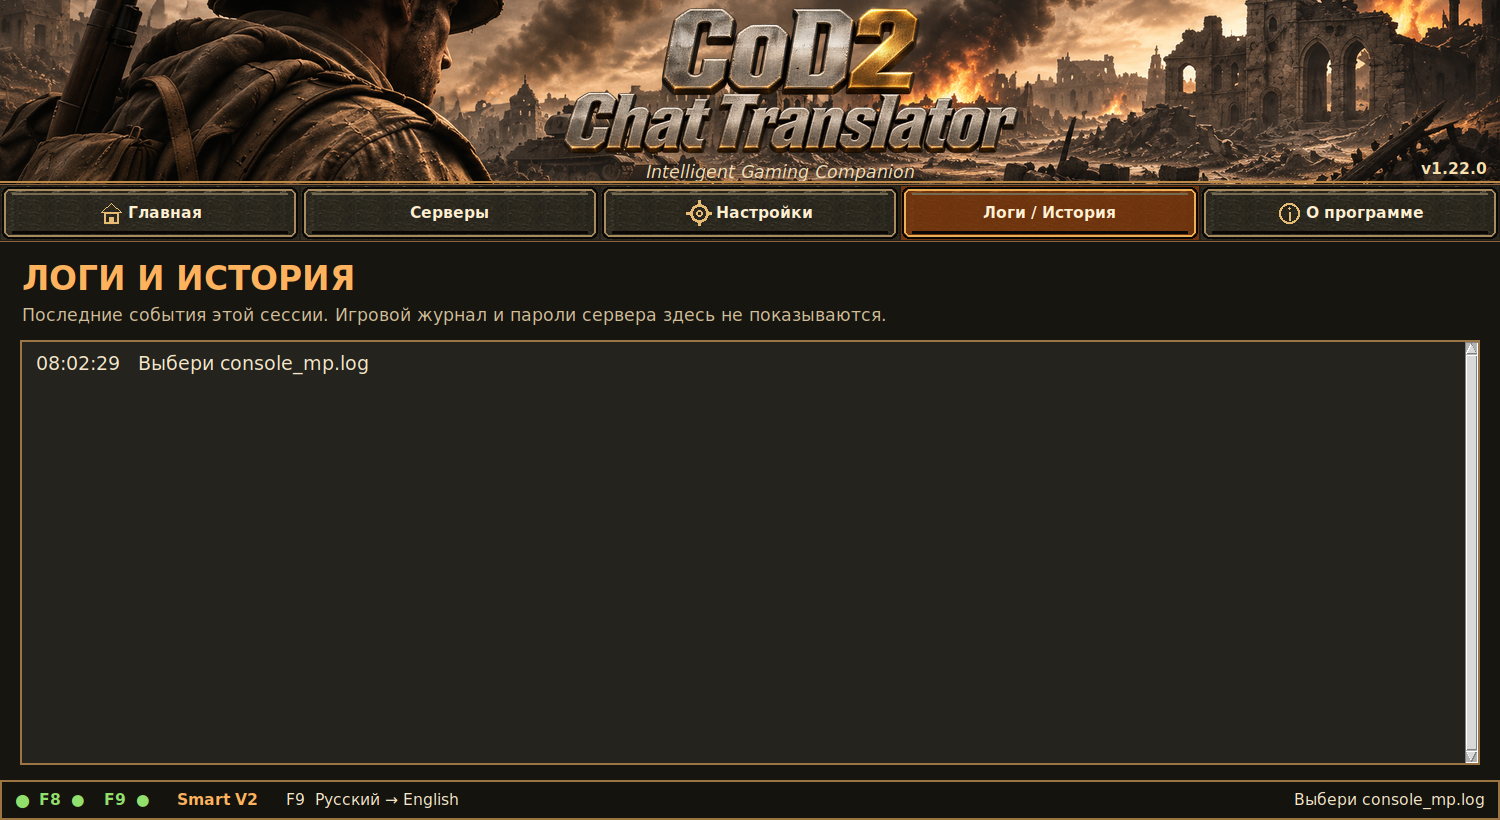 CoD2
Chat Translator
Intelligent Gaming Companion
v1.22.0
Главная
Серверы
Настройки
Логи / История
О программе
ЛОГИ И ИСТОРИЯ
Последние события этой сессии. Игровой журнал и пароли сервера здесь не показываются.
08:02:29 Выбери console_mp.log
F8 F9 Smart V2 F9 Русский → English
Выбери console_mp.log